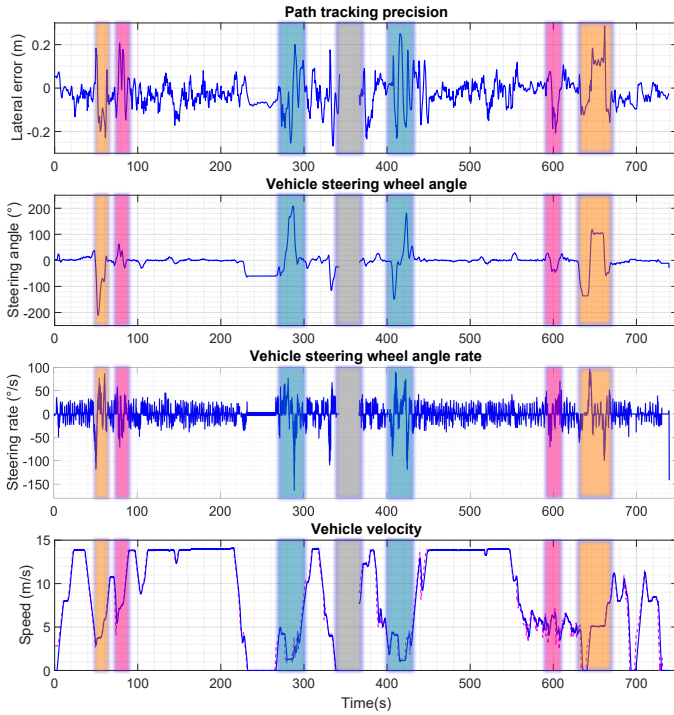 Path tracking precision
Lateral error (m)
0.2
0
-0.2
0 100 200 300 400 500 600 700
Vehicle steering wheel angle
Steering angle (°)
200
100
0
-100
-200
0 100 200 300 400 500 600 700
Vehicle steering wheel angle rate
Steering rate (°/s)
100
50
0
-50
-100
-150
0 100 200 300 400 500 600 700
Vehicle velocity
Speed (m/s)
15
10
5
0
0 100 200 300 400 500 600 700
Time(s)